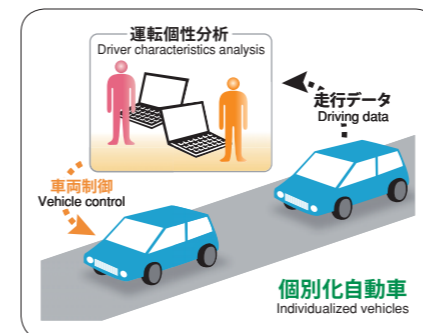 運転個性分析
Driver characteristics analysis
走行データ
Driving data
車両制御
Vehicle control
個別化自動車
Individualized vehicles